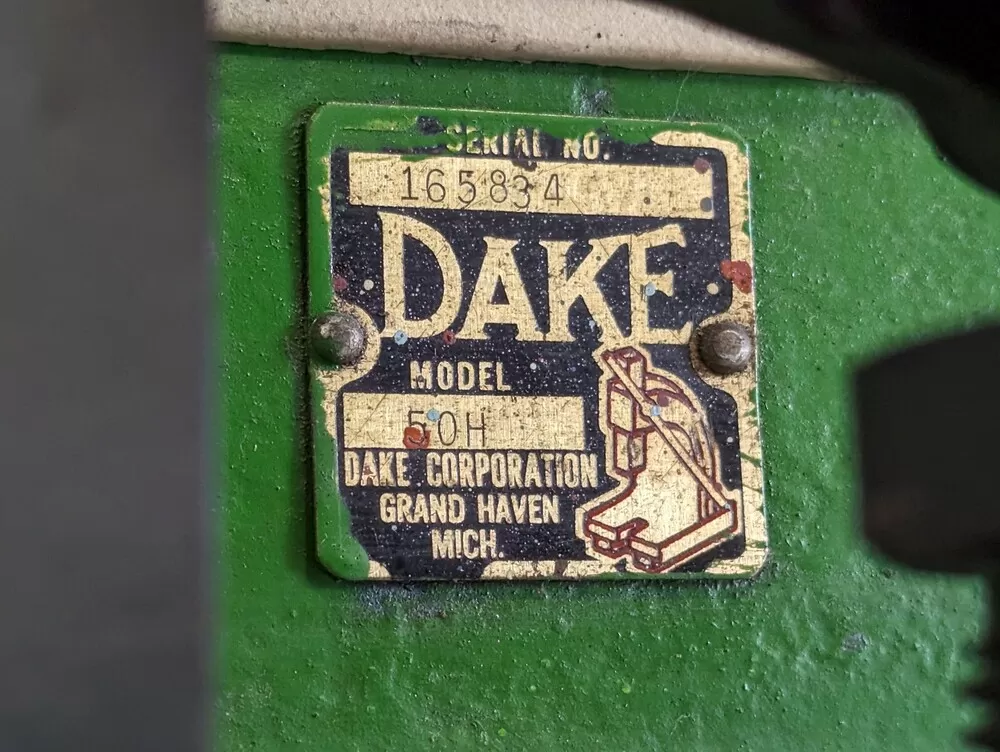 SERIAL NO.
165834
DAKE
MODEL
50H
DAKE CORPORATION
GRAND HAVEN
MICH.